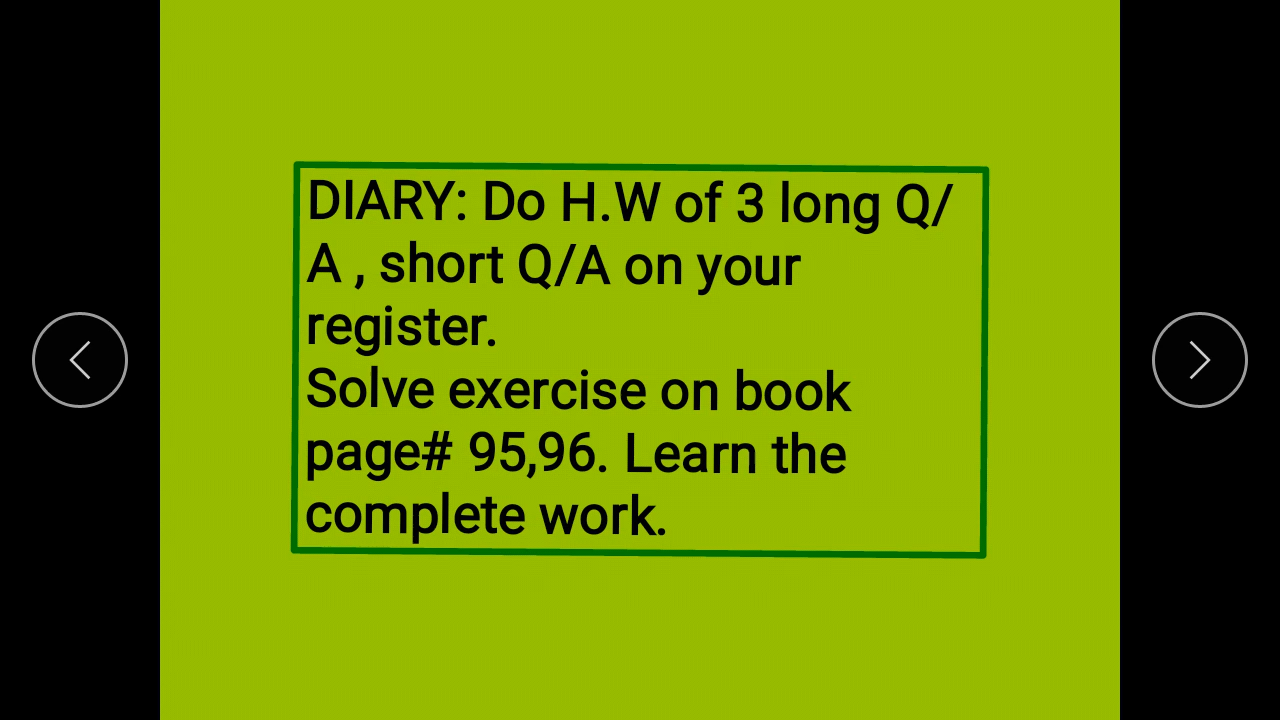 DIARY: Do H.W of 3 long Q/
A , short Q/A on your
register.
Solve exercise on book
page# 95,96. Learn the
complete work.